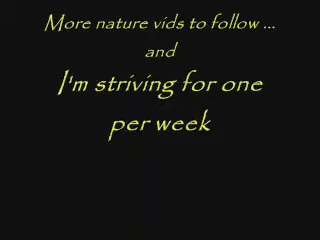 More nature vids to follow ...
and
I'm striving for one
per week